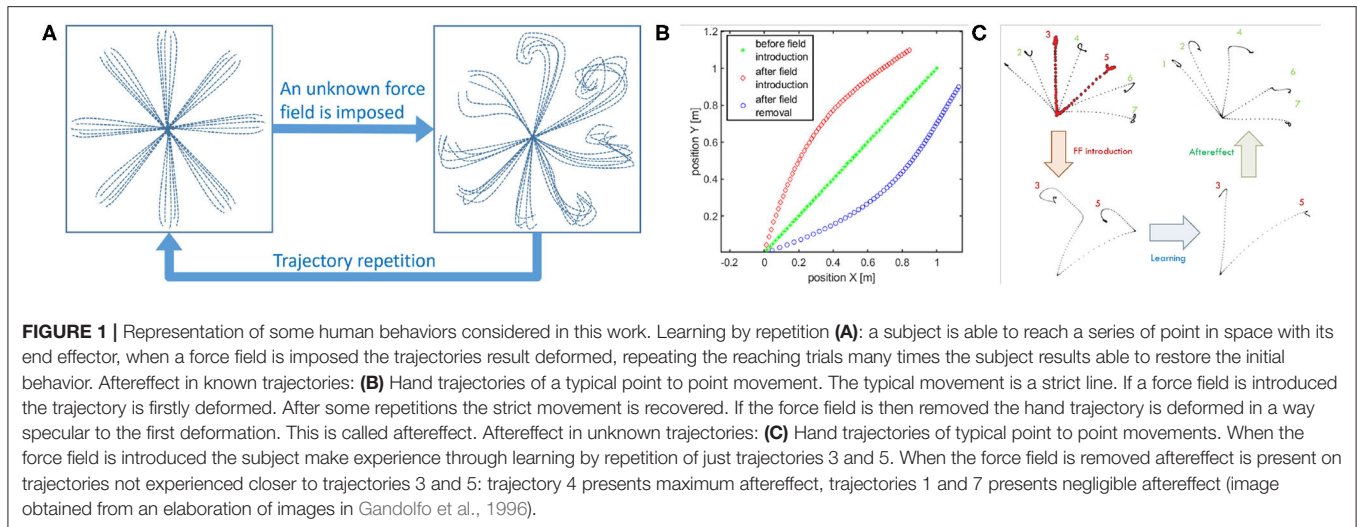 A
An unknown force
field is imposed
Trajectory repetition
B
before field
introduction
after field
introduction
after field
removal
position Y [m]
1.2
1
0.8
0.6
0.4
0.2
-0.2
0
0.2
0.4
0.6
0.8
1
position X [m]
C
2
3
4
5
6
7
FF introduction
3
5
Learning
3
5
Aftereffect
1
2
4
6
7
FIGURE 1 | Representation of some human behaviors considered in this work. Learning by repetition (A): a subject is able to reach a series of point in space with its
end effector, when a force field is imposed the trajectories result deformed, repeating the reaching trials many times the subject results able to restore the initial
behavior. Aftereffect in known trajectories: (B) Hand trajectories of a typical point to point movement. The typical movement is a strict line. If a force field is introduced
the trajectory is firstly deformed. After some repetitions the strict movement is recovered. If the force field is then removed the hand trajectory is deformed in a way
specular to the first deformation. This is called aftereffect. Aftereffect in unknown trajectories: (C) Hand trajectories of typical point to point movements. When the
force field is introduced the subject make experience through learning by repetition of just trajectories 3 and 5. When the force field is removed aftereffect is present on
trajectories not experienced closer to trajectories 3 and 5: trajectory 4 presents maximum aftereffect, trajectories 1 and 7 presents negligible aftereffect (image
obtained from an elaboration of images in Gandolfo et al., 1996).